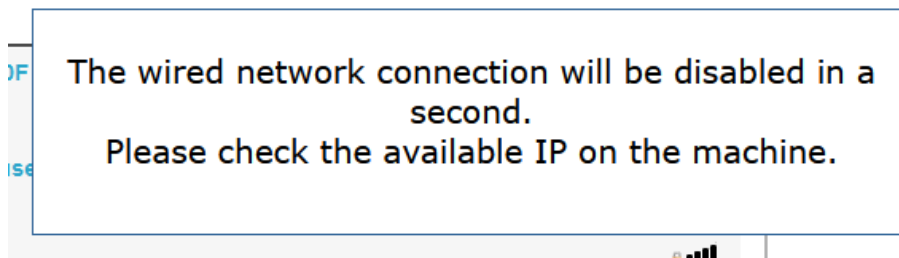 The wired network connection will be disabled in a
second.
Please check the available IP on the machine.